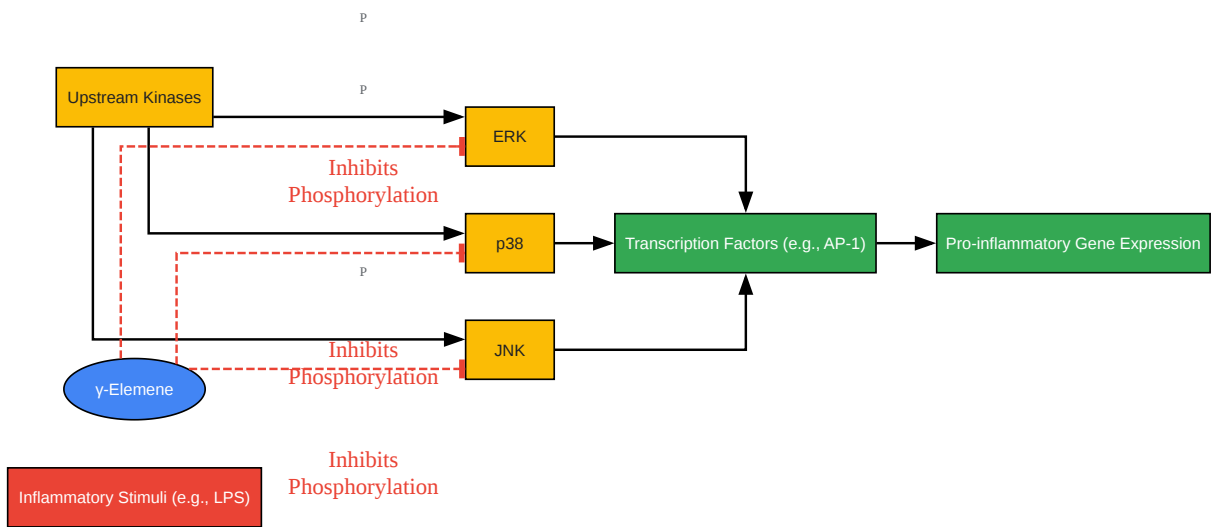 P
P
Upstream Kinases
ERK
Inhibits
Phosphorylation
p38
Transcription Factors (e.g., AP-1)
Pro-inflammatory Gene Expression
P
Inhibits
Phosphorylation
JNK
γ-Elemene
Inhibits
Phosphorylation
Inflammatory Stimuli (e.g., LPS)